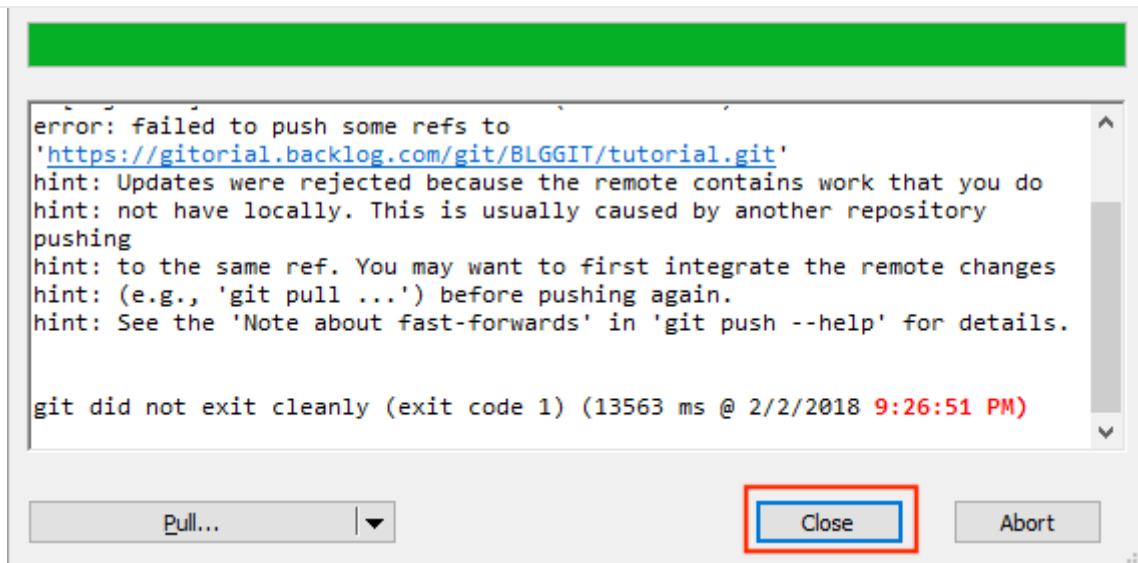 error: failed to push some refs to
'https://gitorial.backlog.com/git/BLGGIT/tutorial.git'
hint: Updates were rejected because the remote contains work that you do
hint: not have locally. This is usually caused by another repository
pushing
hint: to the same ref. You may want to first integrate the remote changes
hint: (e.g., 'git pull ...') before pushing again.
hint: See the 'Note about fast-forwards' in 'git push --help' for details.
git did not exit cleanly (exit code 1) (13563 ms @ 2/2/2018 9:26:51 PM)
Pull... Close Abort